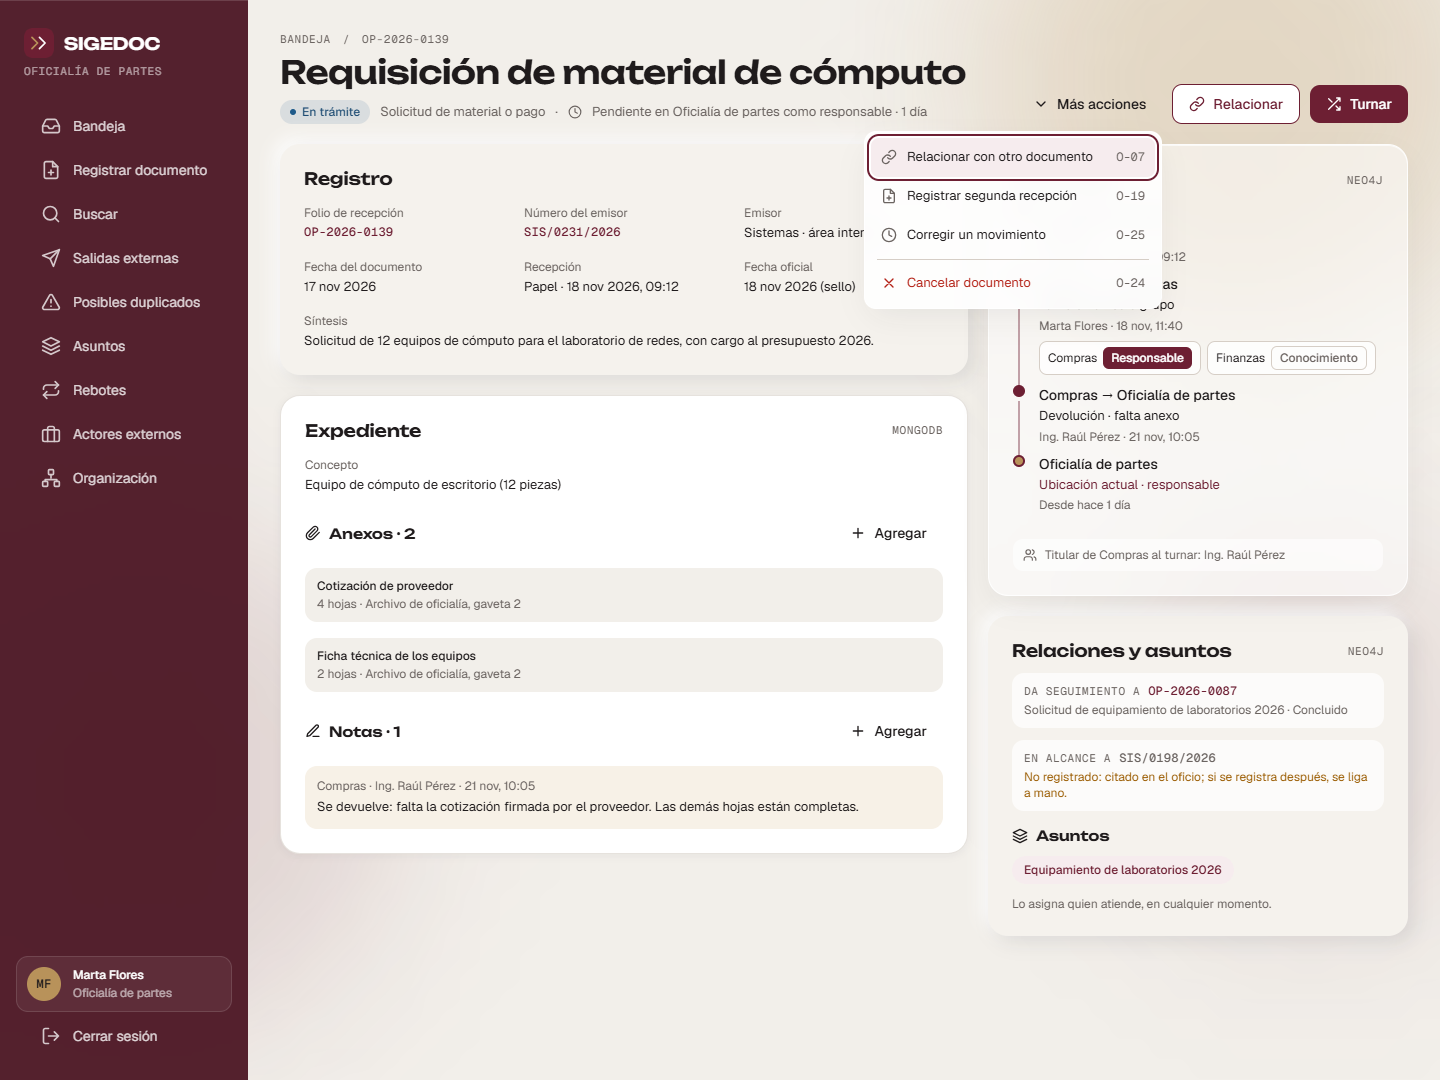 SIGEDOC
OFICIALÍA DE PARTES
Bandeja
Registrar documento
Buscar
Salidas externas
Posibles duplicados
Asuntos
Rebotes
Actores externos
Organización
MF
Marta Flores
Oficialía de partes
Cerrar sesión
BANDEJA / OP-2026-0139
Requisición de material de cómputo
En trámite Solicitud de material o pago · Pendiente en Oficialía de partes como responsable · 1 día
Más acciones
Relacionar
Turnar
Relacionar con otro documento 0-07
Registrar segunda recepción 0-19
Corregir un movimiento 0-25
Cancelar documento 0-24
Registro
Folio de recepción
OP-2026-0139
Número del emisor
SIS/0231/2026
Emisor
Sistemas · área inter
Fecha del documento
17 nov 2026
Recepción
Papel · 18 nov 2026, 09:12
Fecha oficial
18 nov 2026 (sello)
Síntesis
Solicitud de 12 equipos de cómputo para el laboratorio de redes, con cargo al presupuesto 2026.
Expediente
MONGODB
Concepto
Equipo de cómputo de escritorio (12 piezas)
Anexos · 2
Agregar
Cotización de proveedor
4 hojas · Archivo de oficialía, gaveta 2
Ficha técnica de los equipos
2 hojas · Archivo de oficialía, gaveta 2
Notas · 1
Agregar
Compras · Ing. Raúl Pérez · 21 nov, 10:05
Se devuelve: falta la cotización firmada por el proveedor. Las demás hojas están completas.
NEO4J
09:12
as
Marta Flores · 18 nov, 11:40
Compras Responsable
Finanzas Conocimiento
Compras → Oficialía de partes
Devolución · falta anexo
Ing. Raúl Pérez · 21 nov, 10:05
Oficialía de partes
Ubicación actual · responsable
Desde hace 1 día
Titular de Compras al turnar: Ing. Raúl Pérez
Relaciones y asuntos
NEO4J
DA SEGUIMIENTO A OP-2026-0087
Solicitud de equipamiento de laboratorios 2026 · Concluido
EN ALCANCE A SIS/0198/2026
No registrado: citado en el oficio; si se registra después, se liga
a mano.
Asuntos
Equipamiento de laboratorios 2026
Lo asigna quien atiende, en cualquier momento.